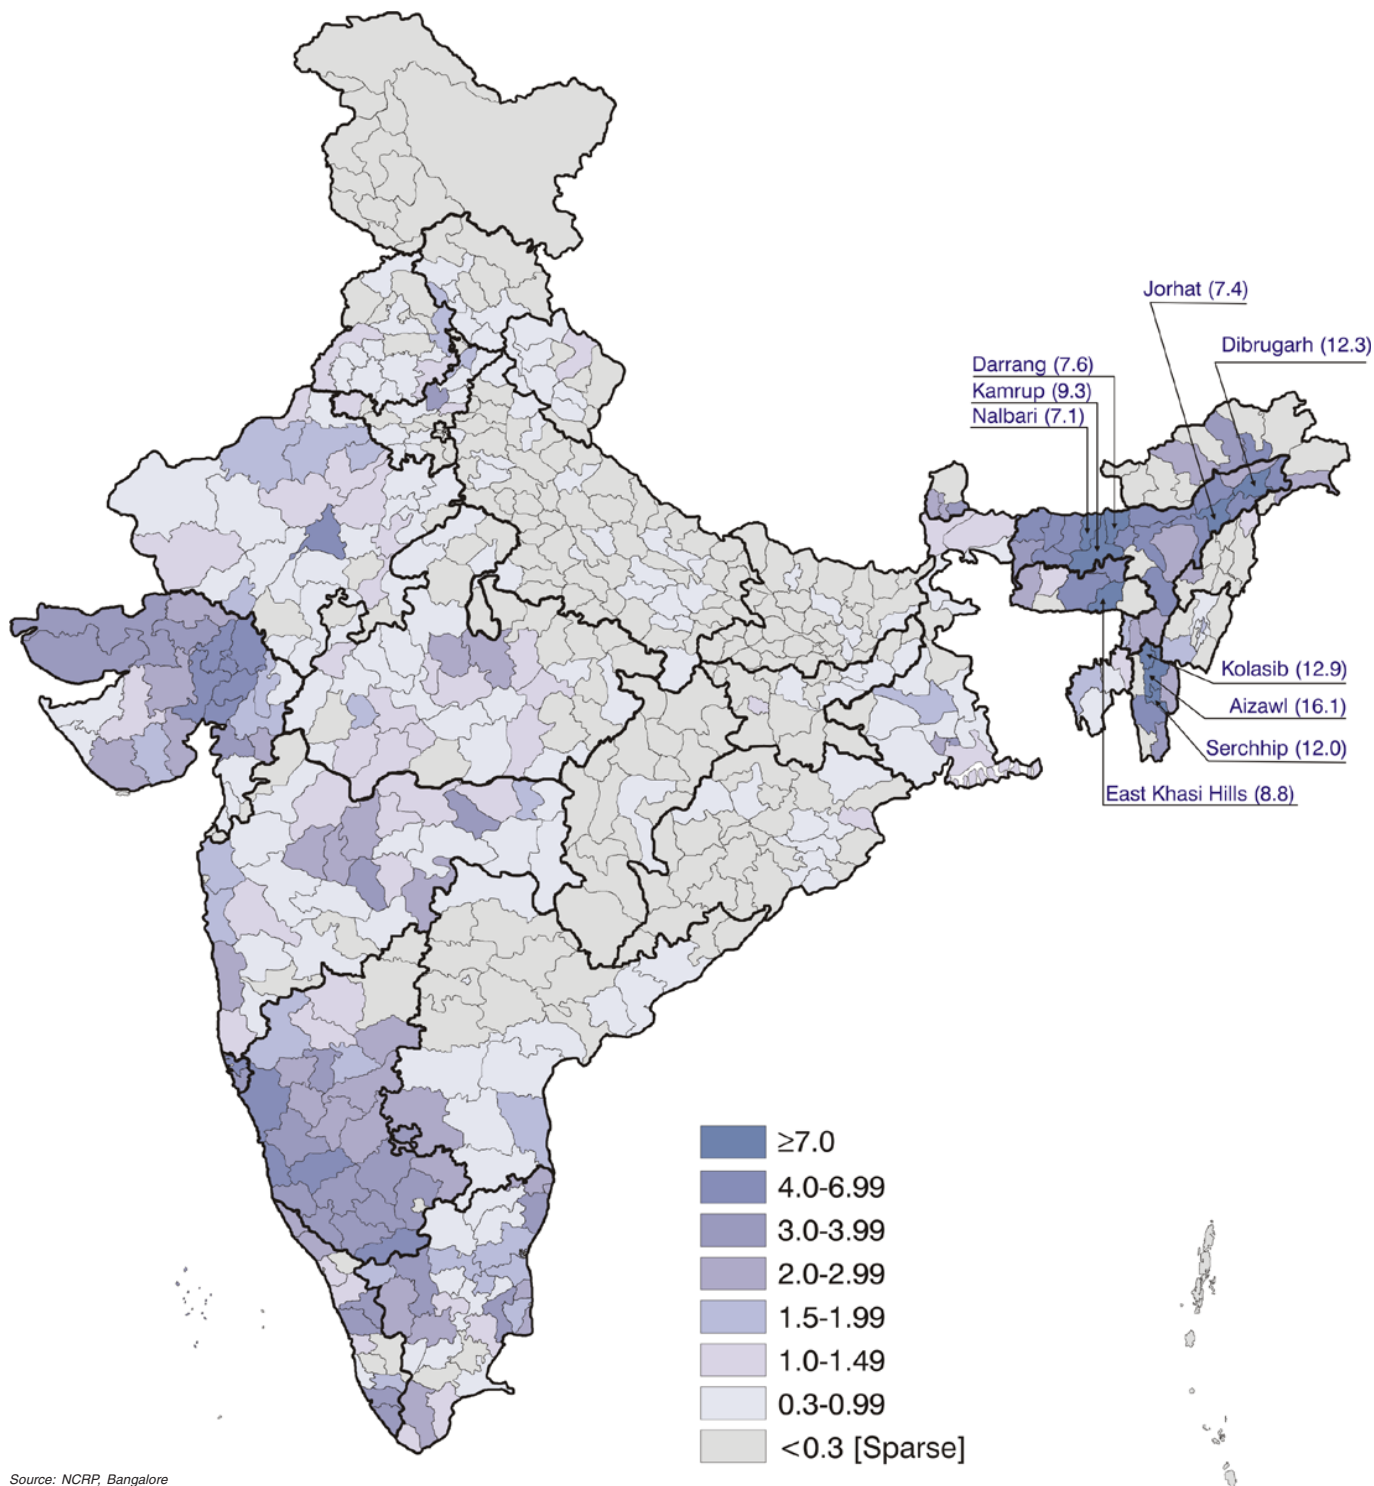 Jorhat (7.4)
Dibrugarh (12.3)
Darrang (7.6)
Kamrup (9.3)
Nalbari (7.1)
Kolasib (12.9)
Aizawl (16.1)
Serchhip (12.0)
East Khasi Hills (8.8)
≥7.0
4.0-6.99
3.0-3.99
2.0-2.99
1.5-1.99
1.0-1.49
0.3-0.99
<0.3 [Sparse]
Source: NCRP, Bangalore